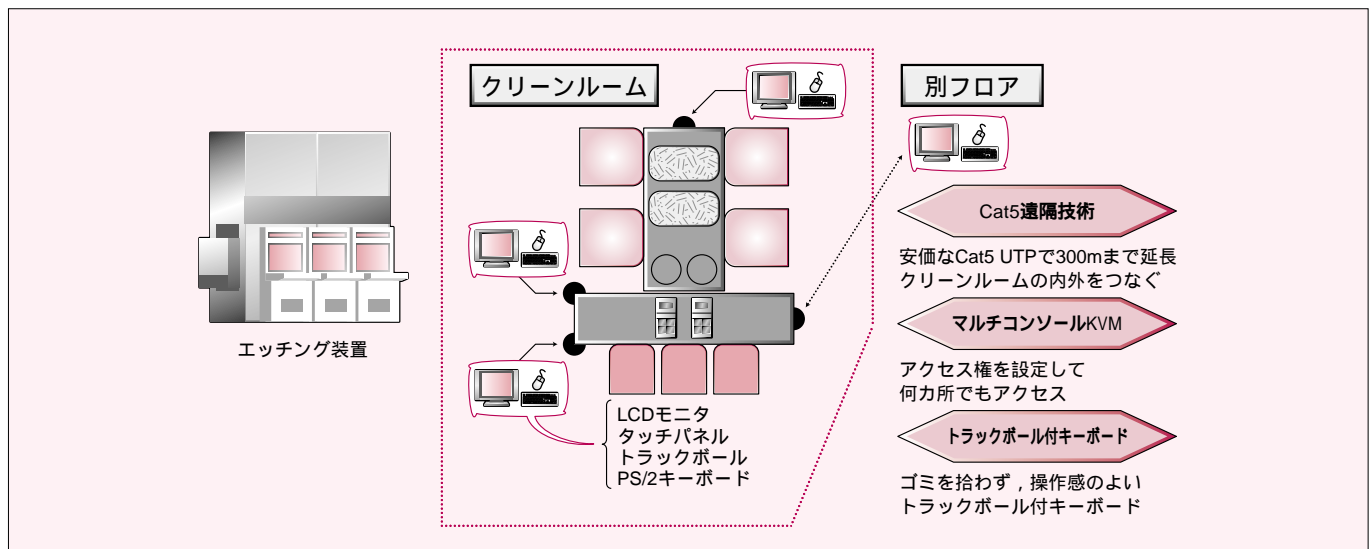 クリーンルーム
別フロア
エッチング装置
LCDモニタ
タッチパネル
トラックボール
PS/2キーボード
Cat5遠隔技術
安価なCat5 UTPで300mまで延長
クリーンルームの内外をつなぐ
マルチコンソールKVM
アクセス権を設定して
何カ所でもアクセス
トラックボール付キーボード
ゴミを拾わず，操作感のよい
トラックボール付キーボード